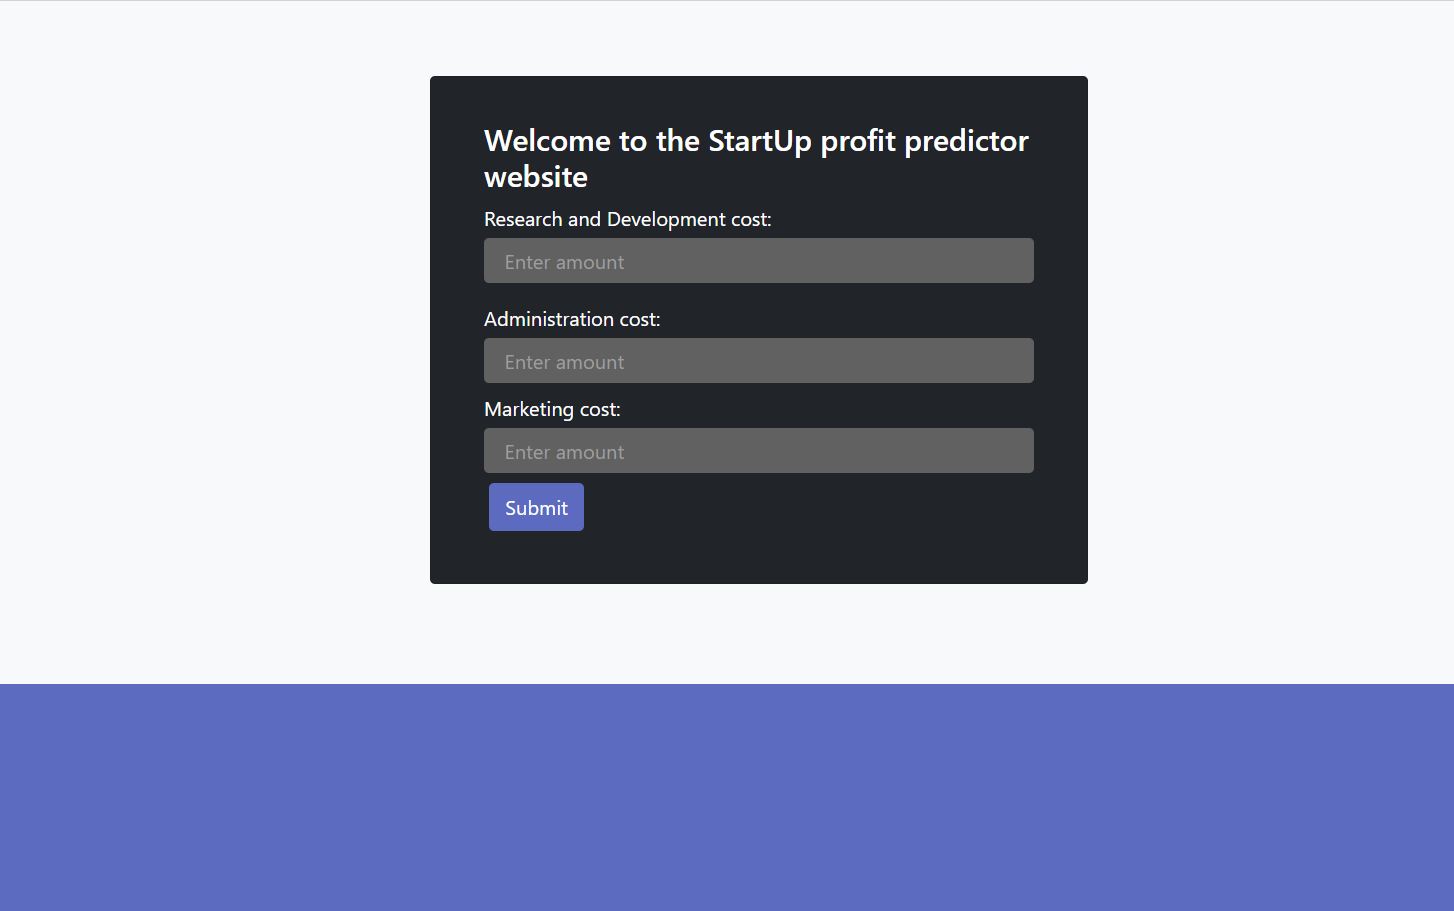 Welcome to the StartUp profit predictor
website
Research and Development cost:
Enter amount
Administration cost:
Enter amount
Marketing cost:
Enter amount
Submit